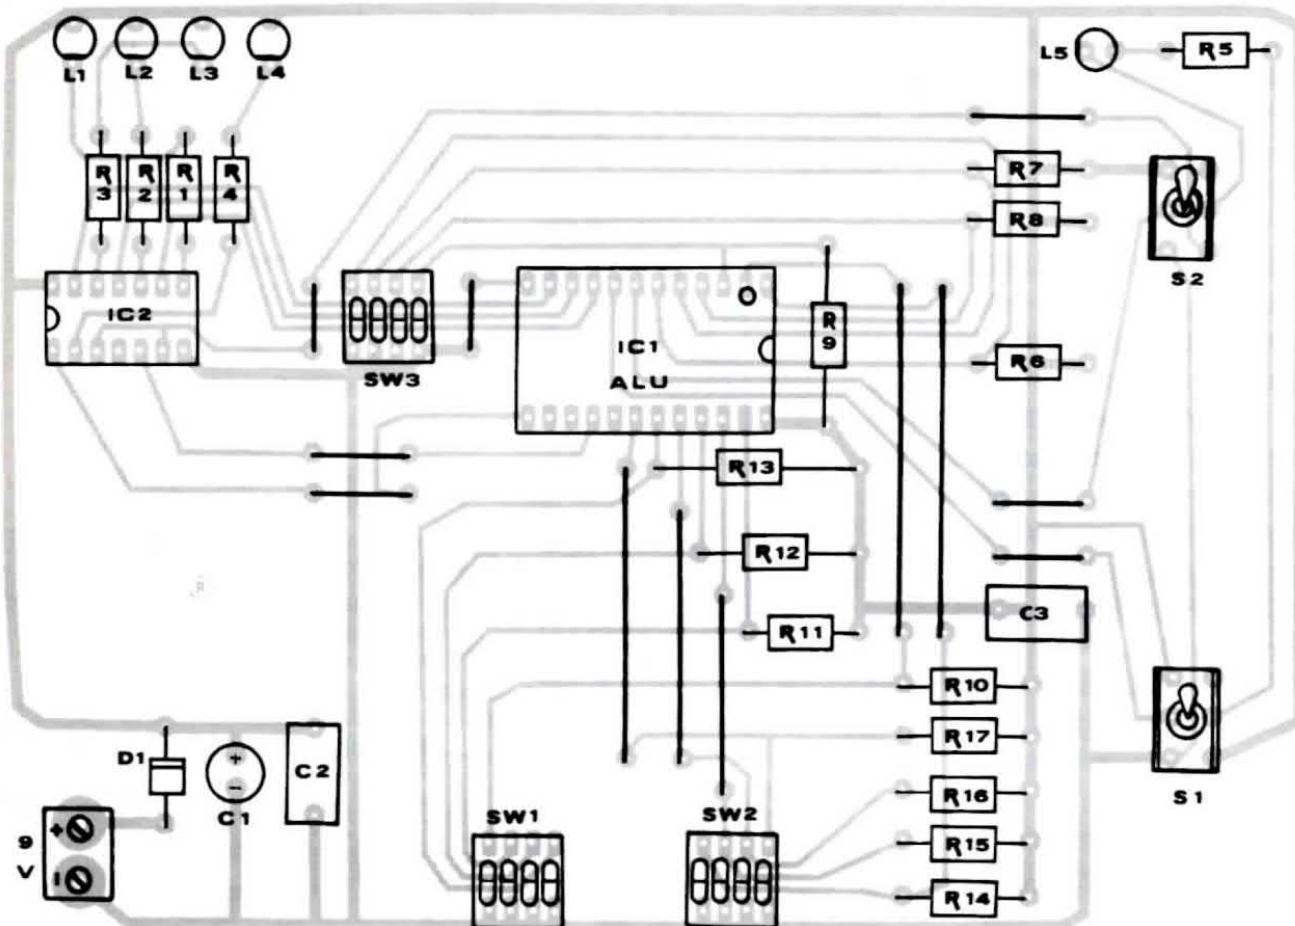 L1 L2 L3 L4
L5 R5
R3 R2 R1 R4
R7
R8
S2
IC2
SW3
IC1
ALU
R9
R6
R13
R12
R11
C3
R10
R17
R16
R15
R14
S1
D1
+
-
C1
C2
9 V
+
-
SW1
SW2